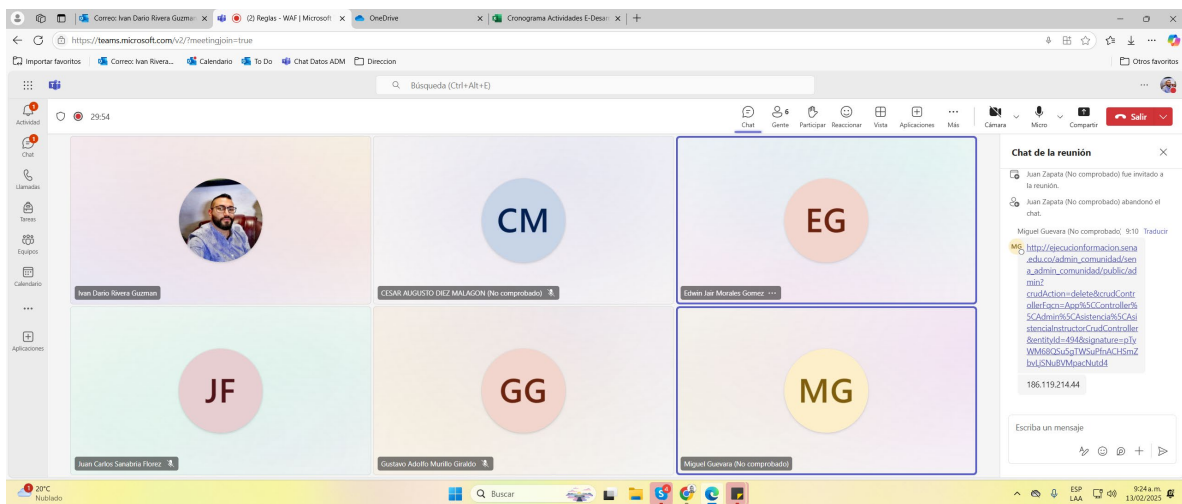 Correo: Ivan Dario Rivera Guzman
(2) Reglas - WAF | Microsoft
OneDrive
Cronograma Actividades E-Desarr
https://teams.microsoft.com/v2/?meetingjoin=true
Importar favoritos
Correo: Ivan Rivera...
Calendario
To Do
Chat Datos ADM
Direccion
Otros favoritos
Búsqueda (Ctrl+Alt+E)
Actividad
Chat
Llamadas
Tareas
Equipos
Calendario
Aplicaciones
29:54
Chat
6
Gente
Participar
Reaccionar
Vista
Aplicaciones
Más
Cámara
Micro
Compartir
Salir
Ivan Dario Rivera Guzman
CM
CESAR AUGUSTO DIEZ MALAGON (No comprobado)
EG
Edwin Jair Morales Gomez
JF
Juan Carlos Sanabria Florez
GG
Gustavo Adolfo Murillo Giraldo
MG
Miguel Guevara (No comprobado)
Chat de la reunión
Juan Zapata (No comprobado) fue invitado a
la reunión.
Juan Zapata (No comprobado) abandonó el
chat.
Miguel Guevara (No comprobado) 9:10 Traducir
MG
http://ejecucionformacion.sena
.edu.co/admin_comunidad/sen
a_admin_comunidad/public/ad
min?
crudAction=delete&crudContr
ollerFqcn=App%5CController%
5CAdmin%5CAsistencia%5CAsi
stenciaInstructorCrudController
&entityId=494&signature=pTy
WM68QSu5gTWSuPfnACHSmZ
bvLjSNuBVMpacNutd4
186.119.214.44
Escriba un mensaje
20°C
Nublado
Buscar
ESP
LAA
9:24 a.m.
13/02/2025